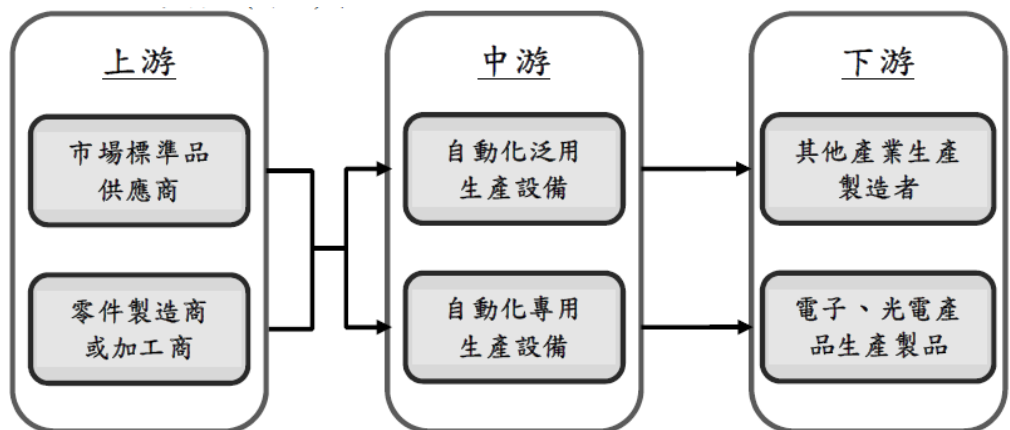 上游
市場標準品
供應商
零件製造商
或加工商
中游
自動化泛用
生產設備
自動化專用
生產設備
下游
其他產業生產
製造者
電子、光電產
品生產製品